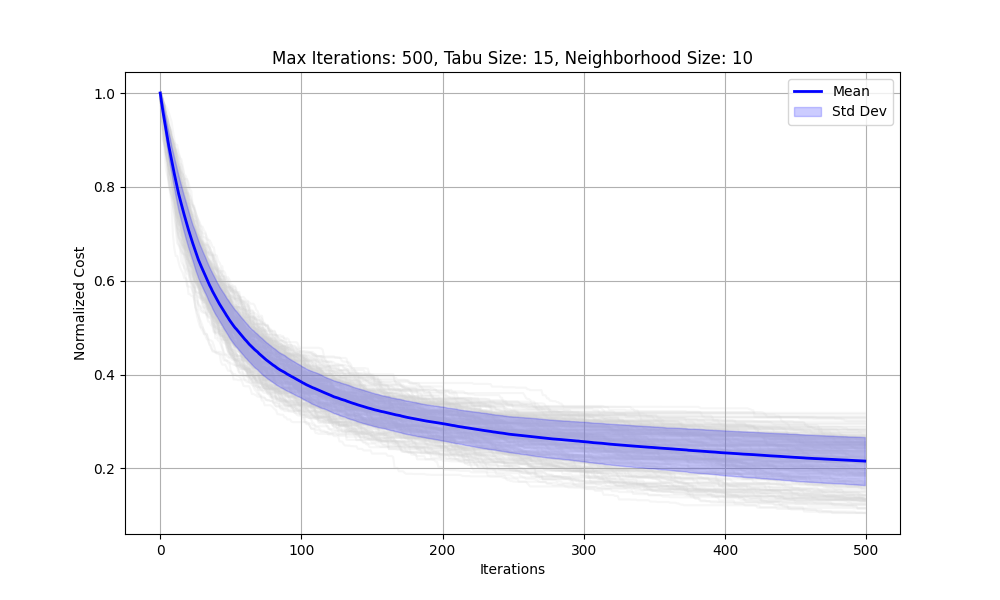 Max Iterations: 500, Tabu Size: 15, Neighborhood Size: 10
Mean
Std Dev
Normalized Cost
1.0
0.8
0.6
0.4
0.2
0 100 200 300 400 500
Iterations